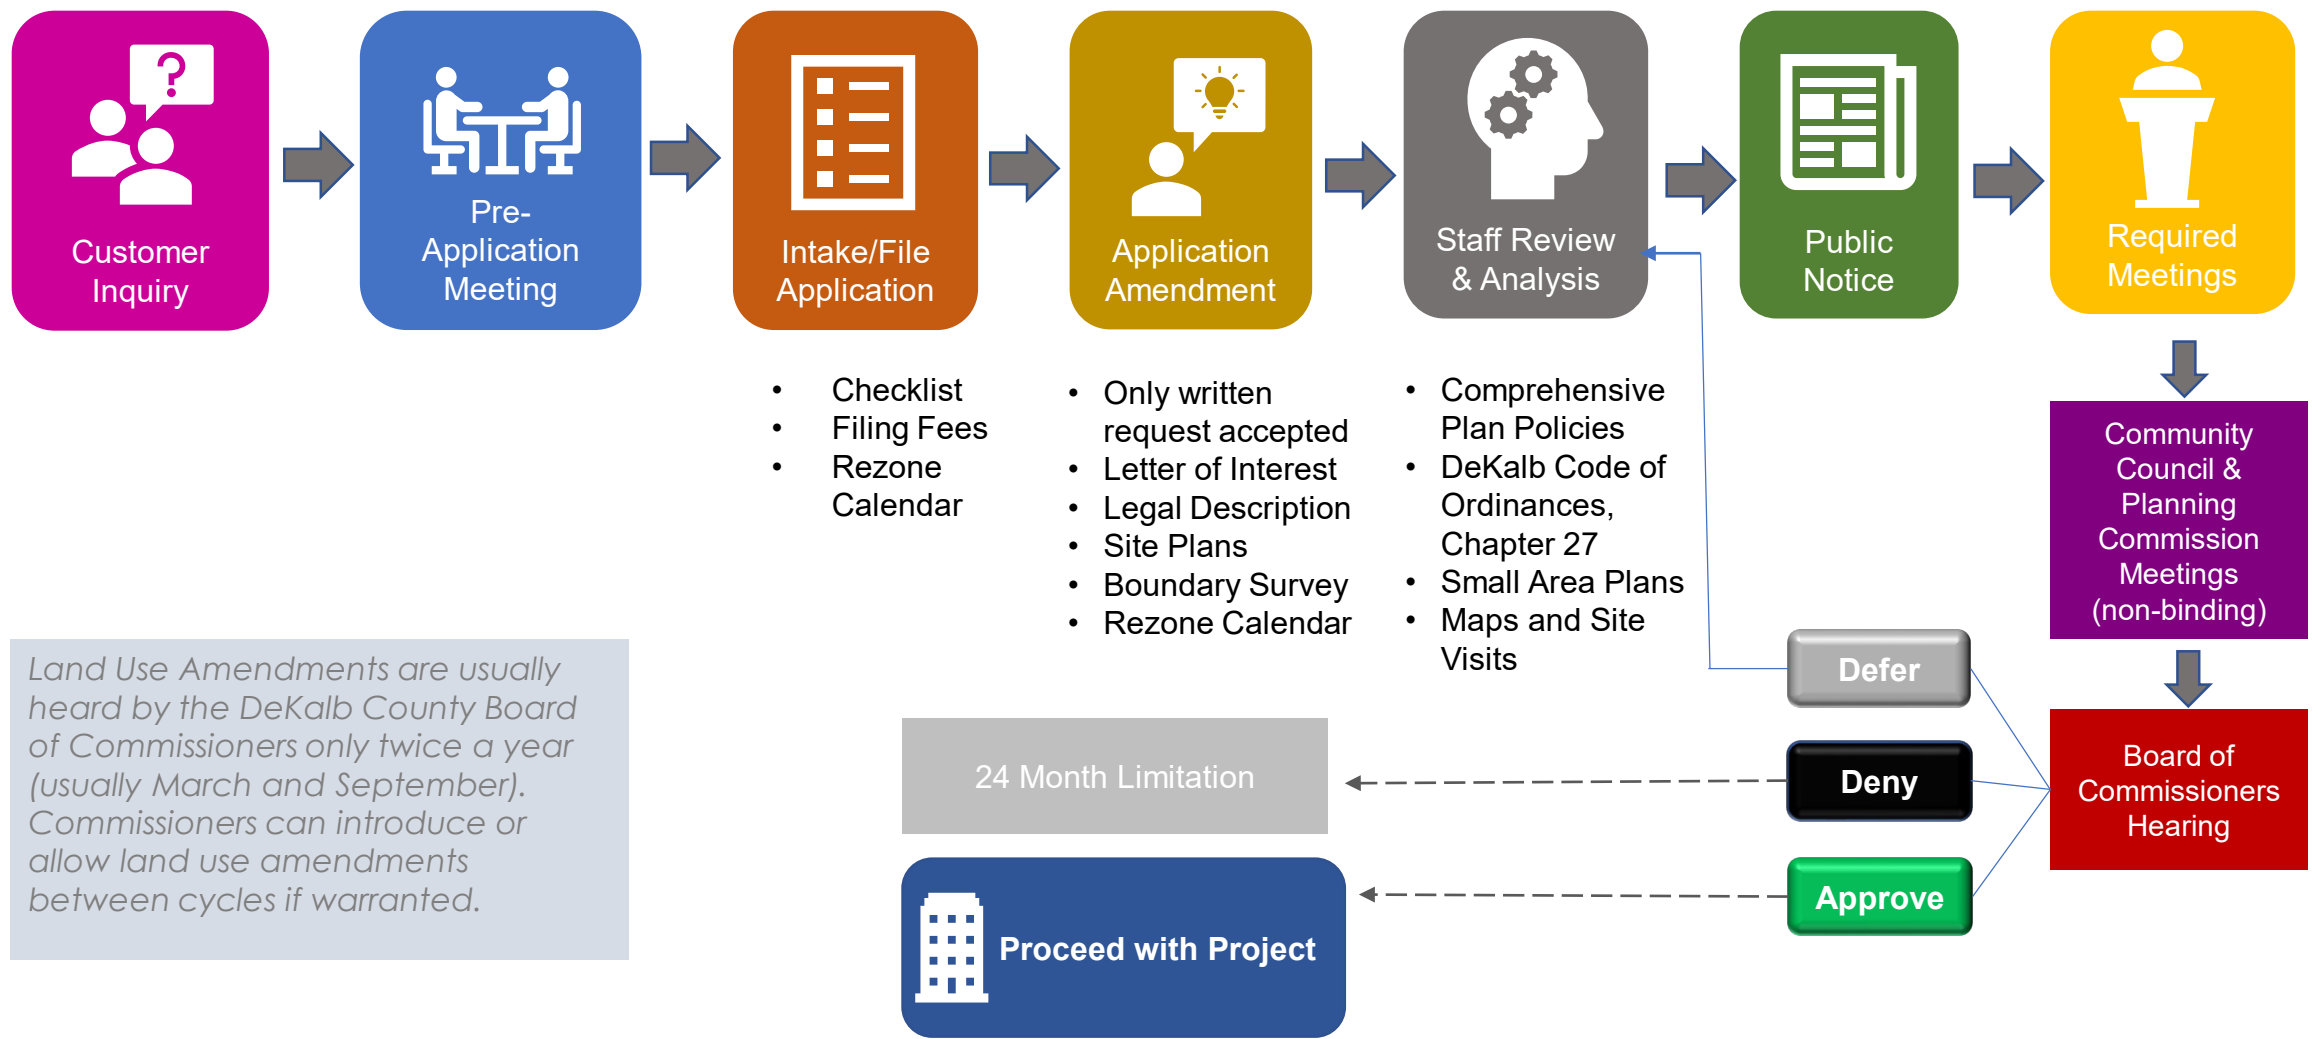 ?
Customer
Inquiry
Pre-
Application
Meeting
Intake/File
Application
Application
Amendment
Staff Review
& Analysis
Public
Notice
Required
Meetings
• Checklist
• Filing Fees
• Rezone
Calendar
• Only written
request accepted
• Letter of Interest
• Legal Description
• Site Plans
• Boundary Survey
• Rezone Calendar
• Comprehensive
Plan Policies
• DeKalb Code of
Ordinances,
Chapter 27
• Small Area Plans
• Maps and Site
Visits
Community
Council &
Planning
Commission
Meetings
(non-binding)
Board of
Commissioners
Hearing
Defer
Deny
Approve
24 Month Limitation
Proceed with Project
Land Use Amendments are usually
heard by the DeKalb County Board
of Commissioners only twice a year
(usually March and September).
Commissioners can introduce or
allow land use amendments
between cycles if warranted.